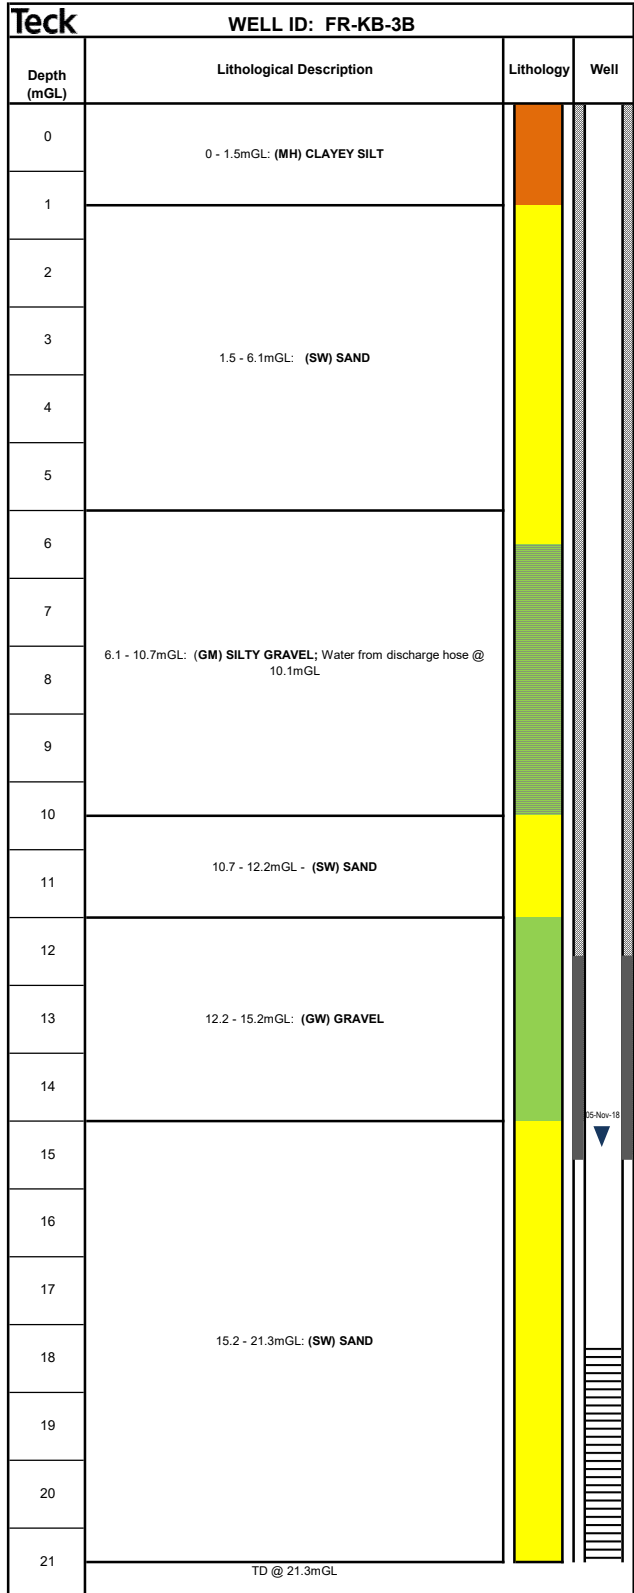 Teck
WELL ID: FR-KB-3B
Depth
(mGL)
Lithological Description
Lithology
Well
0
0 - 1.5mGL: (MH) CLAYEY SILT
1
2
3
1.5 - 6.1mGL: (SW) SAND
4
5
6
7
6.1 - 10.7mGL: (GM) SILTY GRAVEL; Water from discharge hose @
10.1mGL
8
9
10
10.7 - 12.2mGL - (SW) SAND
11
12
13
12.2 - 15.2mGL: (GW) GRAVEL
14
05-Nov-18
15
16
17
15.2 - 21.3mGL: (SW) SAND
18
19
20
21
TD @ 21.3mGL